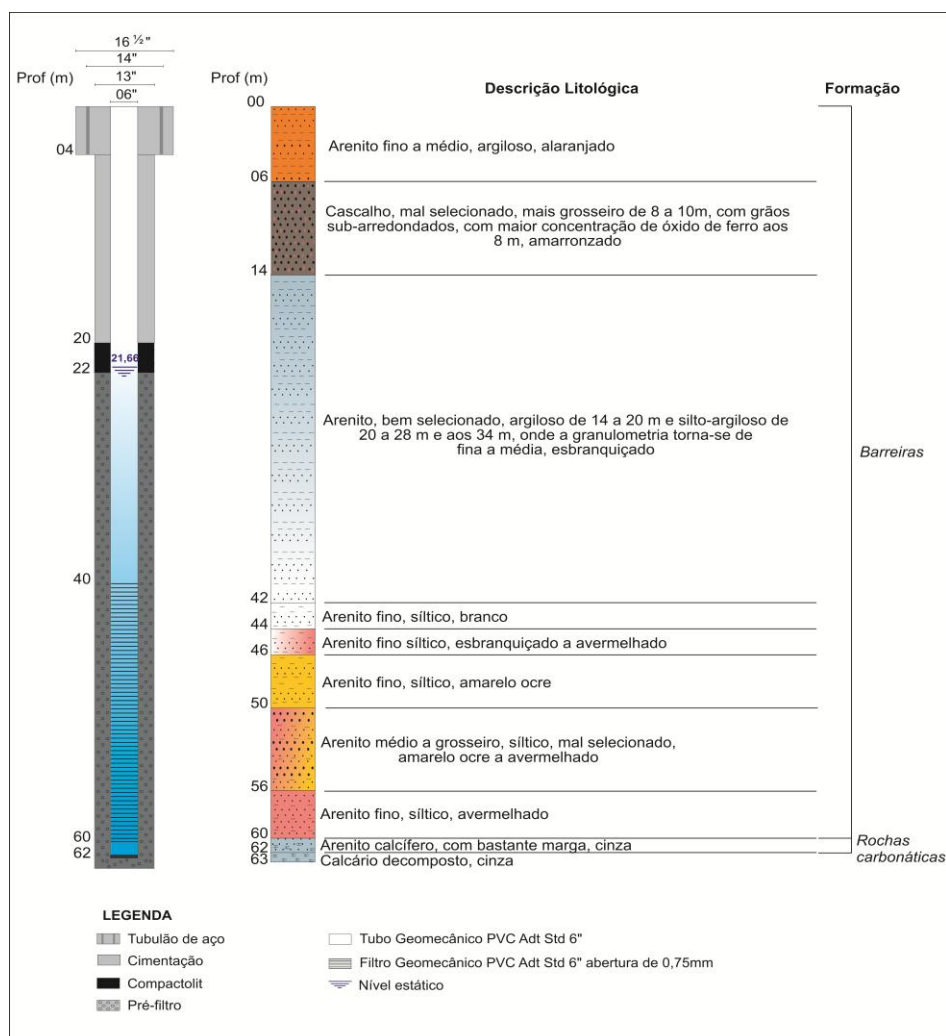 16 ½"
14"
Prof (m)
13"
06"
04
20
21,66
22
40
60
62
Prof (m)
Descrição Litológica
Formação
00
Arenito fino a médio, argiloso, alaranjado
06
Cascalho, mal selecionado, mais grosseiro de 8 a 10m, com grãos
sub-arredondados, com maior concentração de óxido de ferro aos
8 m, amarronzado
14
Arenito, bem selecionado, argiloso de 14 a 20 m e silto-argiloso de
20 a 28 m e aos 34 m, onde a granulometria torna-se de
fina a média, esbranquiçado
Barreiras
42
Arenito fino, síltico, branco
44
Arenito fino síltico, esbranquiçado a avermelhado
46
Arenito fino, síltico, amarelo ocre
50
Arenito médio a grosseiro, síltico, mal selecionado,
amarelo ocre a avermelhado
56
Arenito fino, síltico, avermelhado
60
Arenito calcífero, com bastante marga, cinza
62
Calcário decomposto, cinza
63
Rochas
carbonáticas
LEGENDA
Tubulão de aço
Cimentação
Compactolit
Pré-filtro
Tubo Geomecânico PVC Adt Std 6"
Filtro Geomecânico PVC Adt Std 6" abertura de 0,75mm
Nível estático